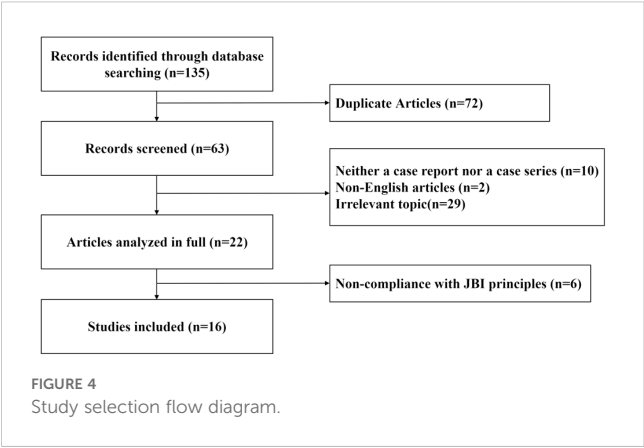 Records identified through database
searching (n=135)
Duplicate Articles (n=72)
Records screened (n=63)
Neither a case report nor a case series (n=10)
Non-English articles (n=2)
Irrelevant topic(n=29)
Articles analyzed in full (n=22)
Non-compliance with JBI principles (n=6)
Studies included (n=16)
FIGURE 4
Study selection flow diagram.